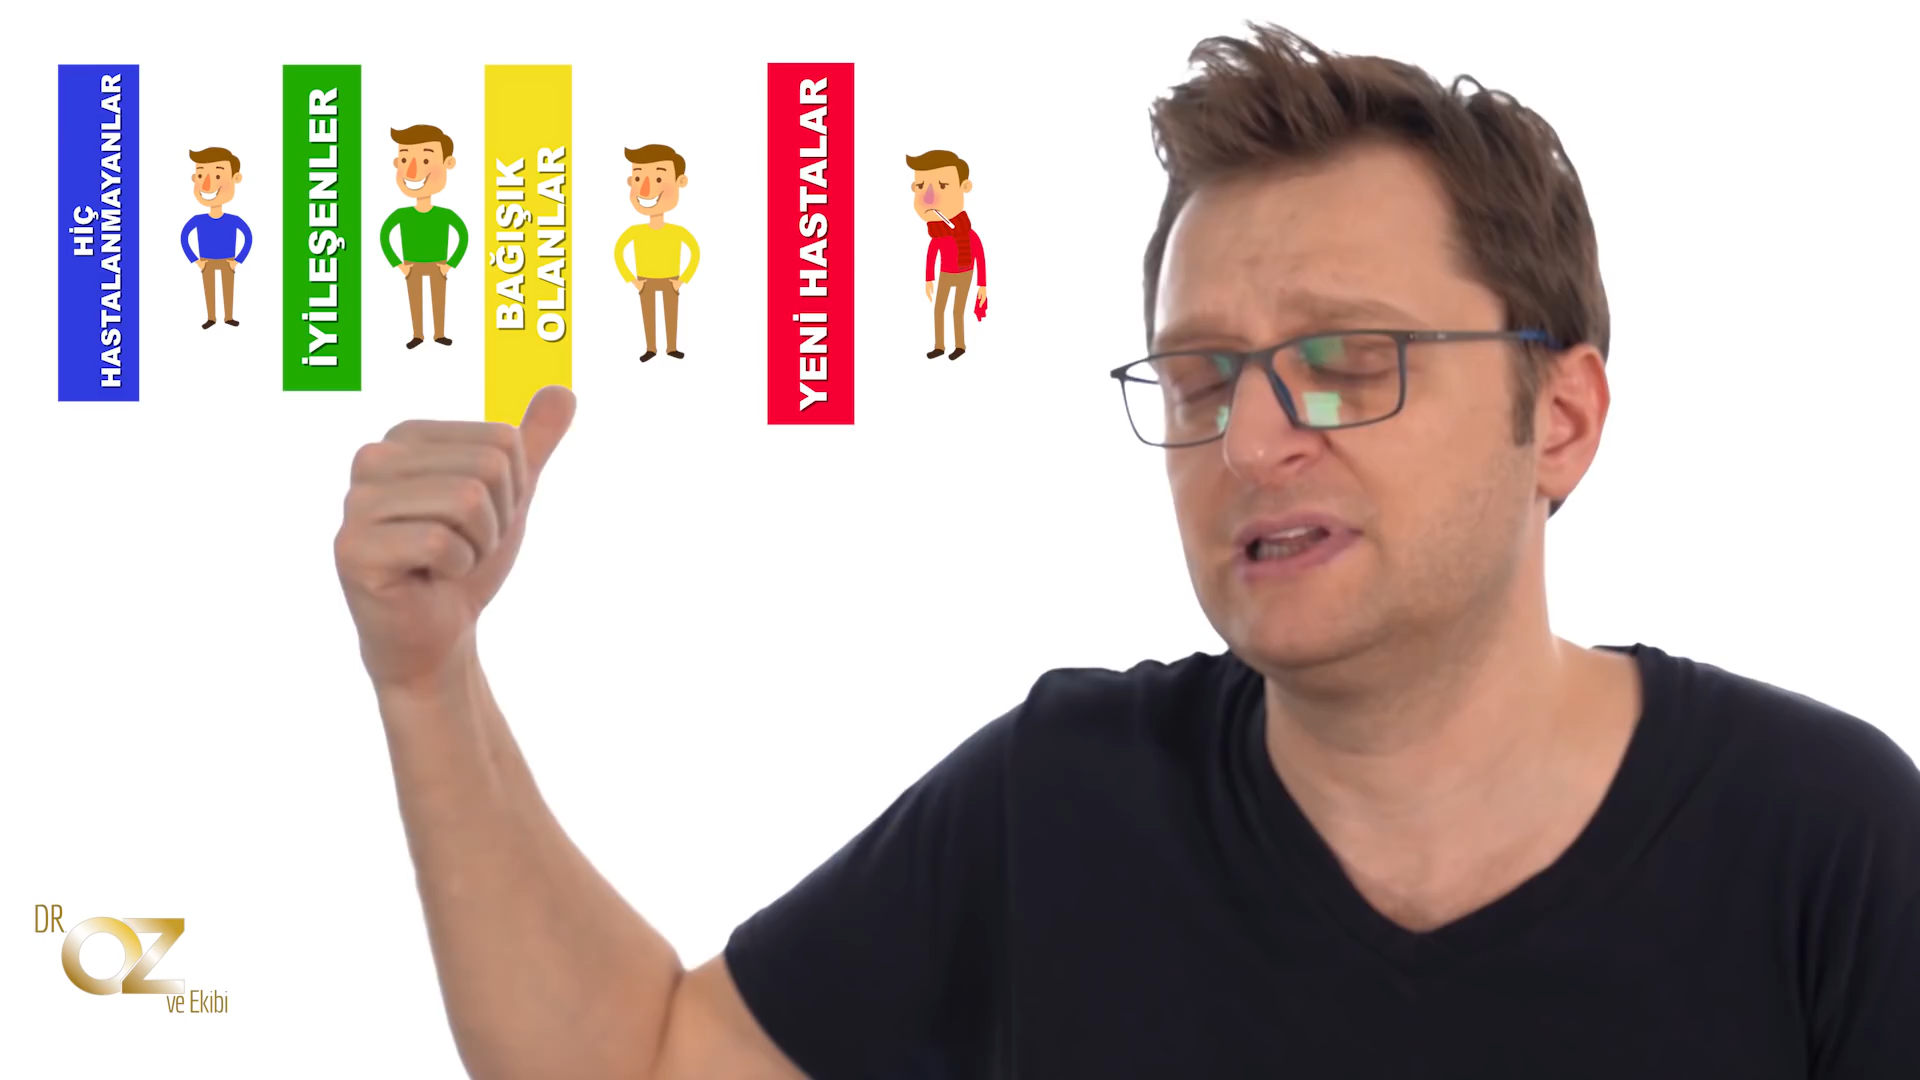 HİÇ
HASTALANMAYANLAR
İYİLEŞENLER
BAĞIŞIK
OLANLAR
YENİ HASTALAR
DR.
OZ
ve Ekibi